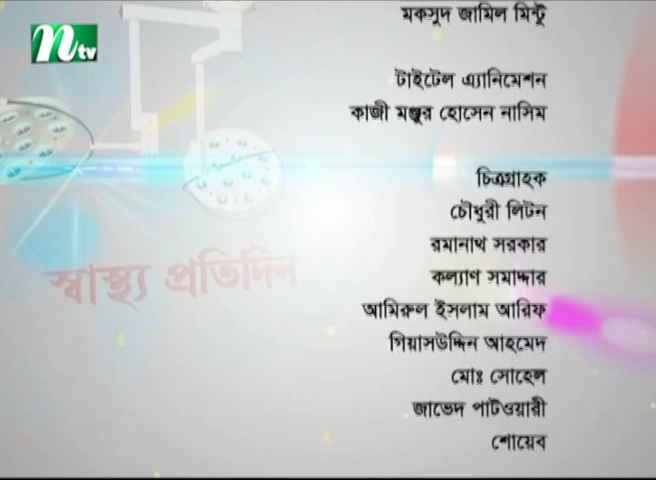 ntv
মকসুদ জামিল মিন্টু
টাইটেল এ্যানিমেশন
কাজী মঞ্জুর হোসেন নাসিম
চিত্রগ্রাহক
চৌধুরী লিটন
রমানাথ সরকার
কল্যাণ সমাদ্দার
আমিরুল ইসলাম আরিফ
গিয়াসউদ্দিন আহমেদ
মোঃ সোহেল
জাভেদ পাটওয়ারী
শোয়েব
স্বাস্থ্য প্রতিদিন